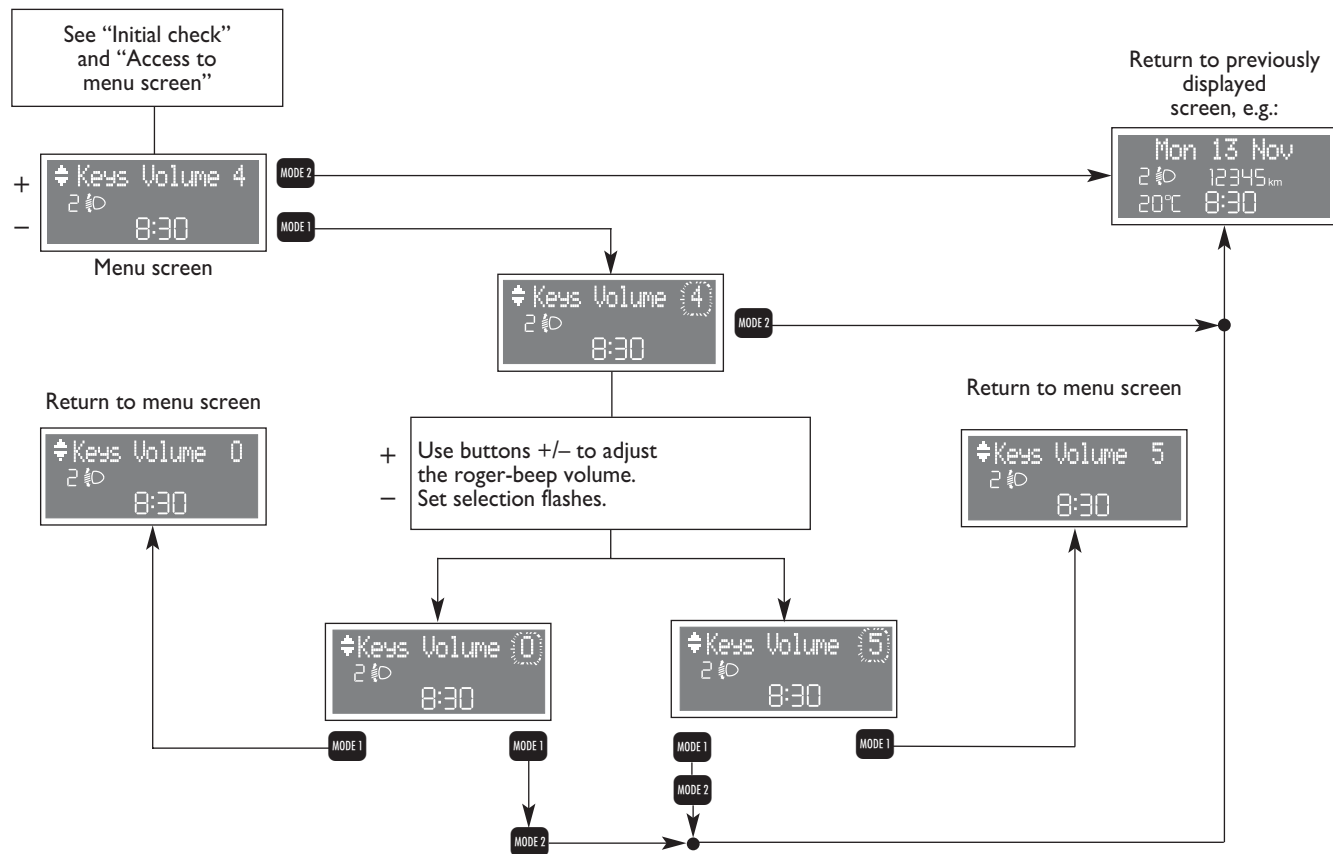 See “Initial check”
and “Access to
menu screen”
Return to previously
displayed
screen, e.g.:
+
–
Keys Volume 4
2
8:30
MODE 2
MODE 1
Menu screen
Mon 13 Nov
2 12345 km
20°C 8:30
Keys Volume 4
2
8:30
MODE 2
Return to menu screen
Keys Volume 0
2
8:30
+
–
Use buttons +/– to adjust
the roger-beep volume.
Set selection flashes.
Return to menu screen
Keys Volume 5
2
8:30
Keys Volume 0
2
8:30
Keys Volume 5
2
8:30
MODE 1
MODE 1
MODE 1
MODE 1
MODE 2
MODE 2